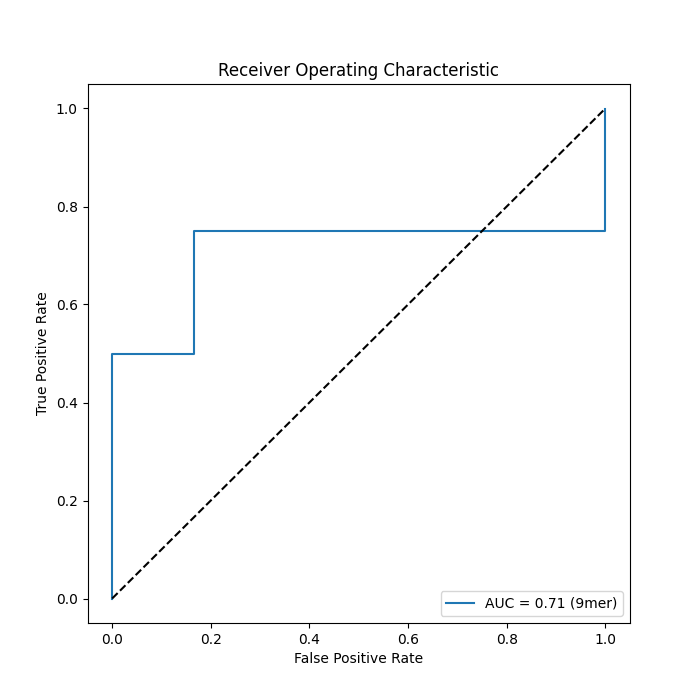 Receiver Operating Characteristic
True Positive Rate
1.0
0.8
0.6
0.4
0.2
0.0
AUC = 0.71 (9mer)
0.0 0.2 0.4 0.6 0.8 1.0
False Positive Rate